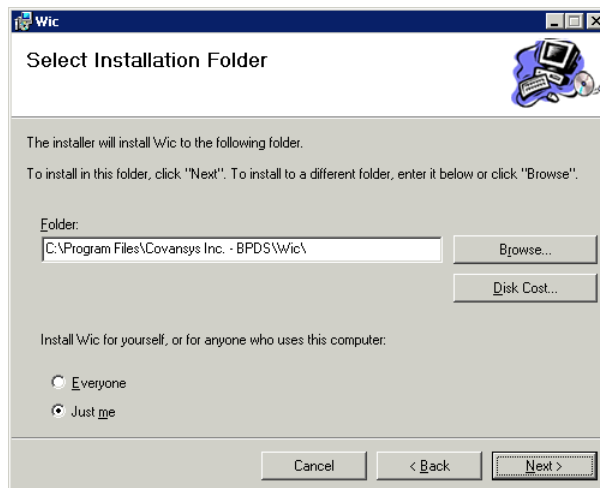 Wic
Select Installation Folder
The installer will install Wic to the following folder.
To install in this folder, click "Next". To install to a different folder, enter it below or click "Browse".
Folder:
C:\Program Files\Covansys Inc. - BPDS\Wic\
Browse...
Disk Cost...
Install Wic for yourself, or for anyone who uses this computer:
Everyone
Just me
Cancel
< Back
Next >